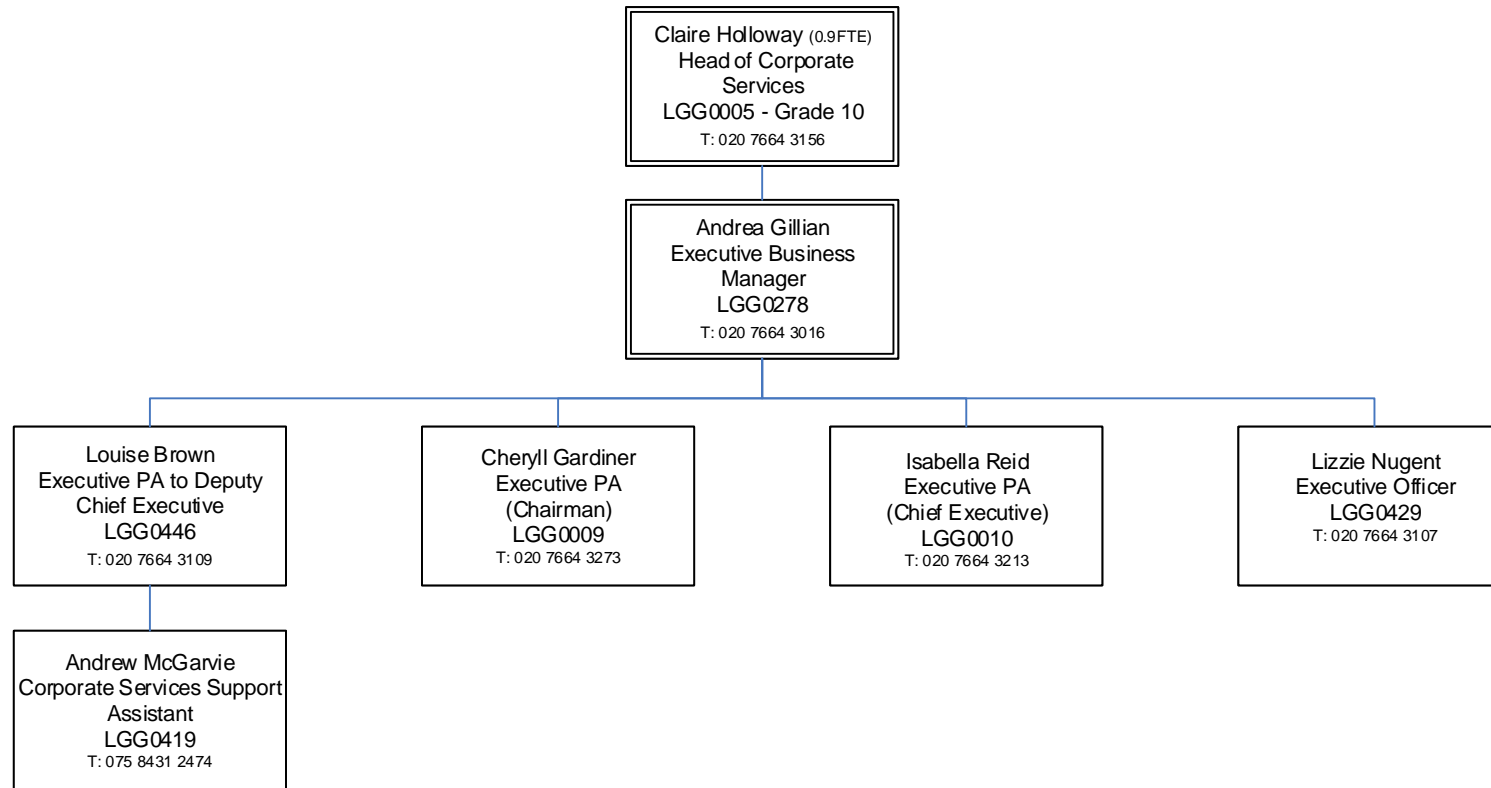 Claire Holloway (0.9FTE)
Head of Corporate
Services
LGG0005 - Grade 10
T: 020 7664 3156
Andrea Gillian
Executive Business
Manager
LGG0278
T: 020 7664 3016
Louise Brown
Executive PA to Deputy
Chief Executive
LGG0446
T: 020 7664 3109
Cheryll Gardiner
Executive PA
(Chairman)
LGG0009
T: 020 7664 3273
Isabella Reid
Executive PA
(Chief Executive)
LGG0010
T: 020 7664 3213
Lizzie Nugent
Executive Officer
LGG0429
T: 020 7664 3107
Andrew McGarvie
Corporate Services Support
Assistant
LGG0419
T: 075 8431 2474